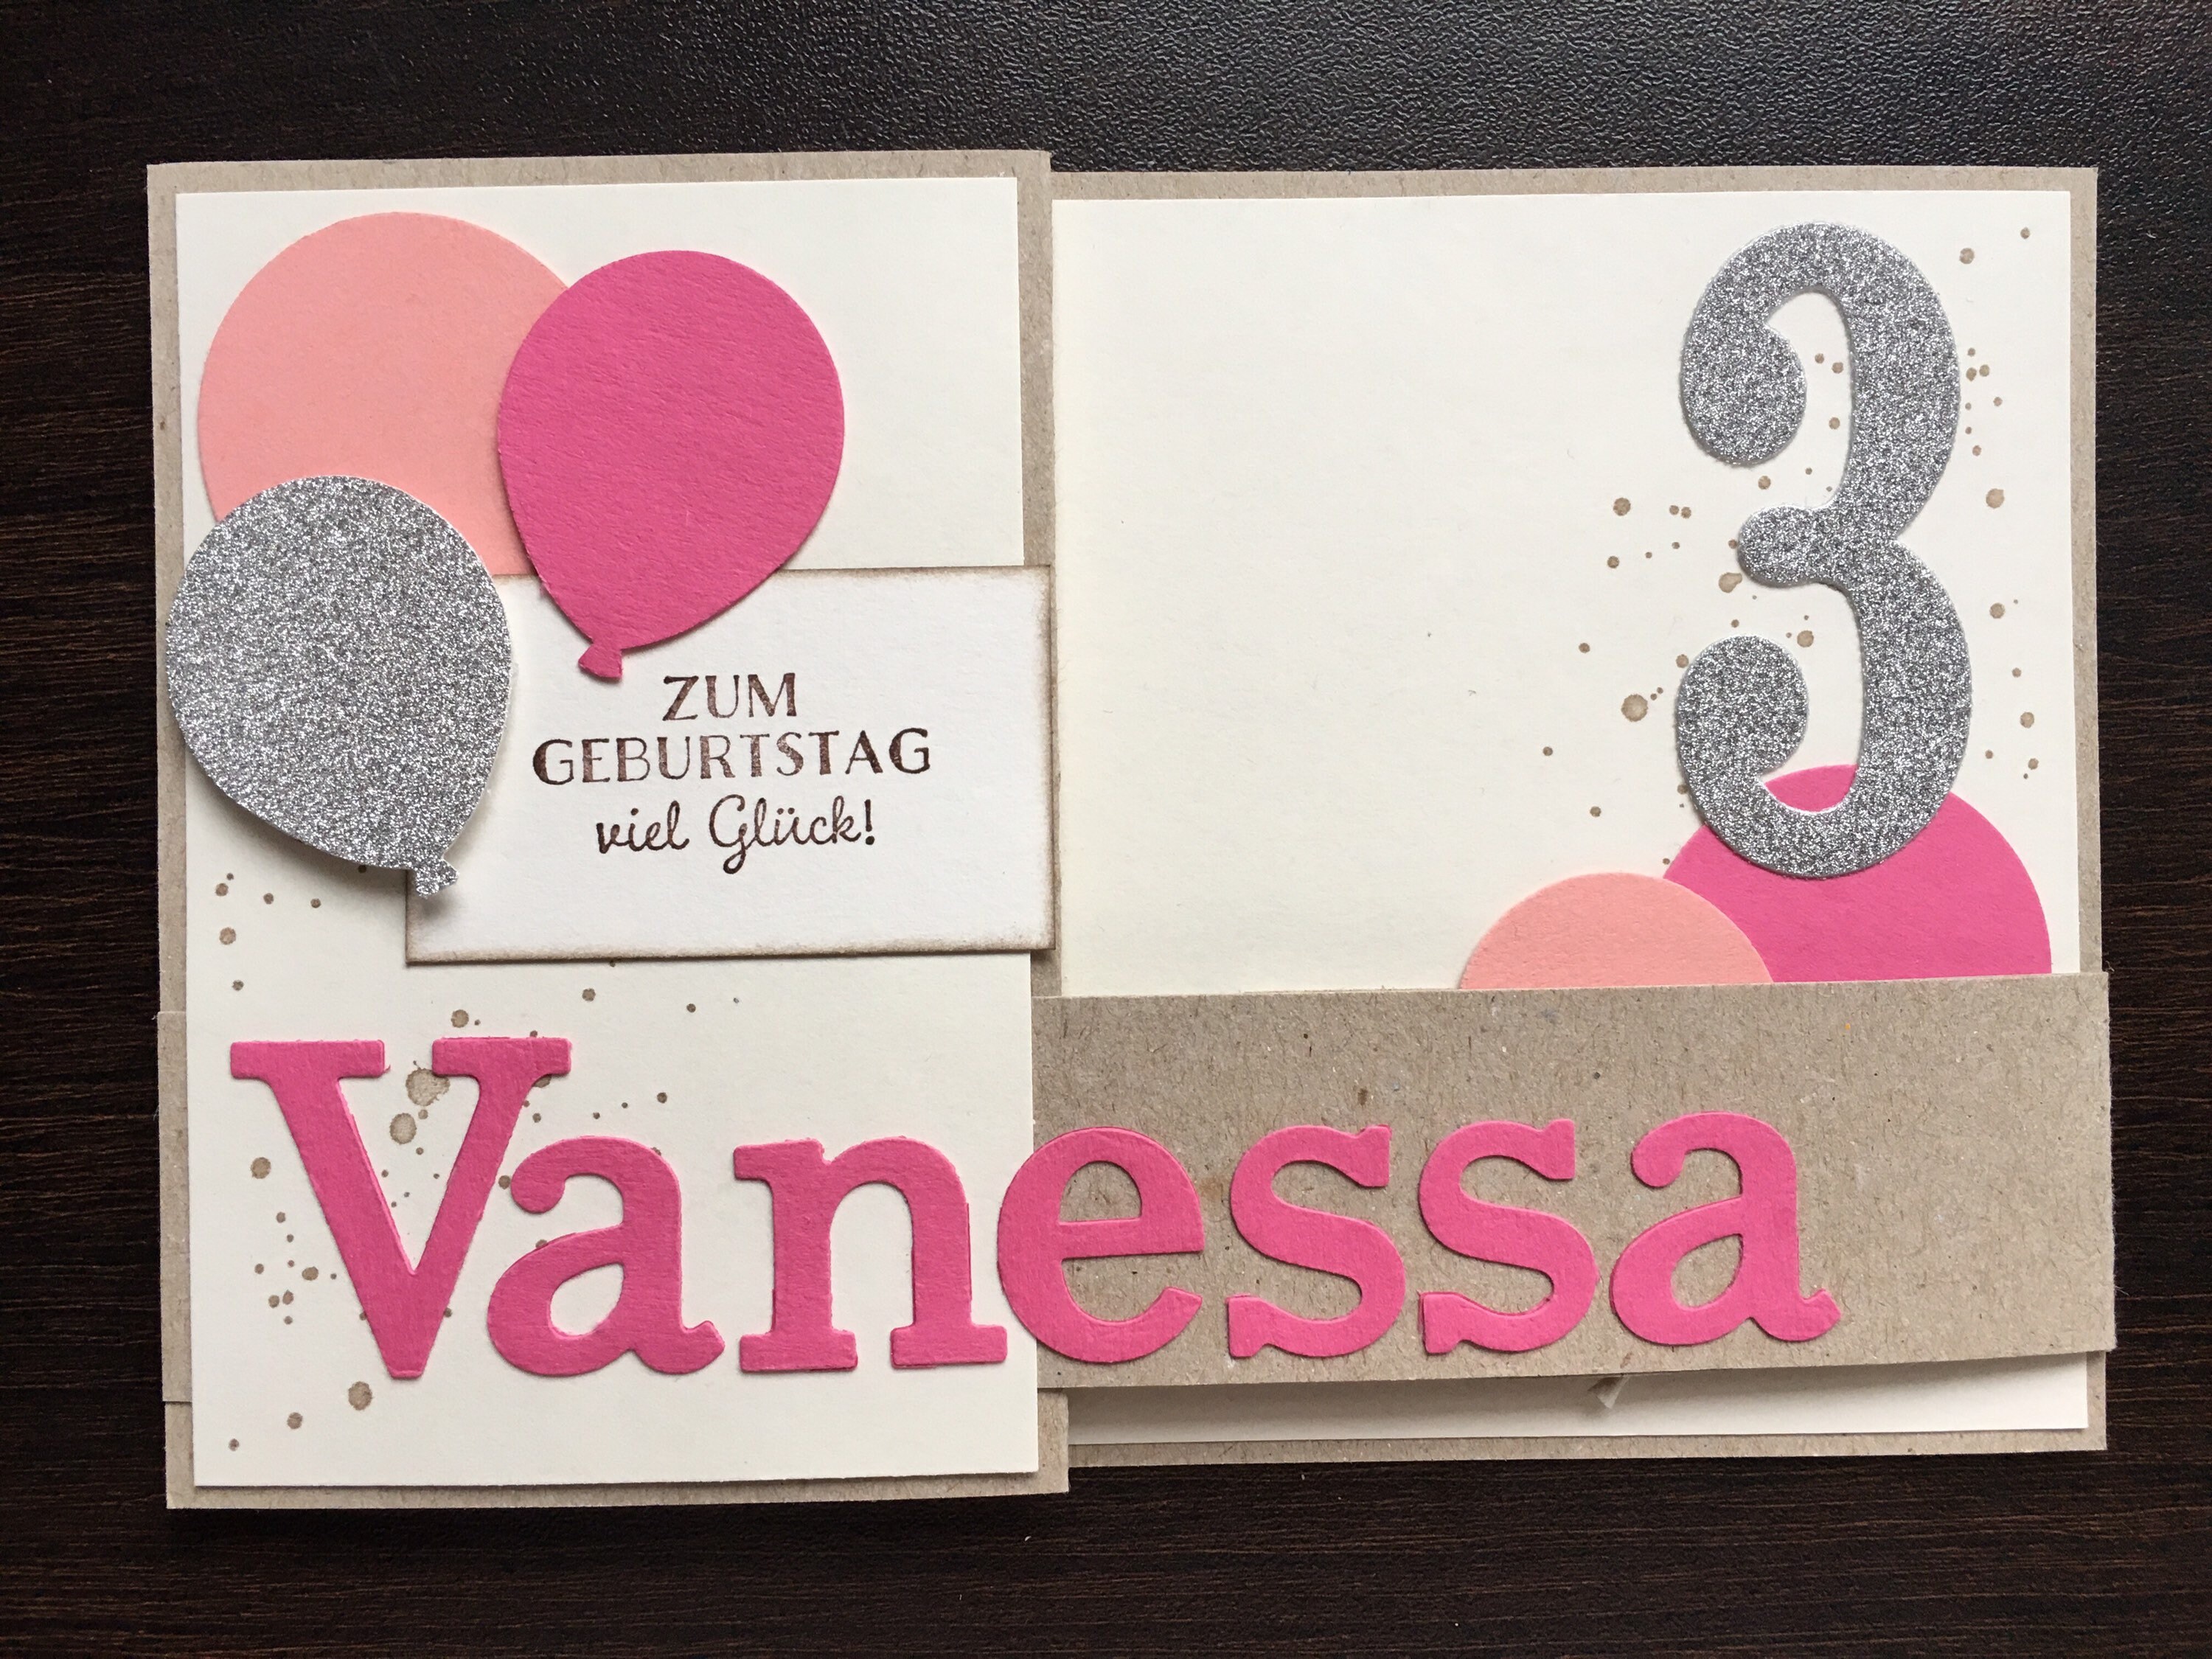 ZUM
GEBURTSTAG
viel Glück!
3
Vanessa